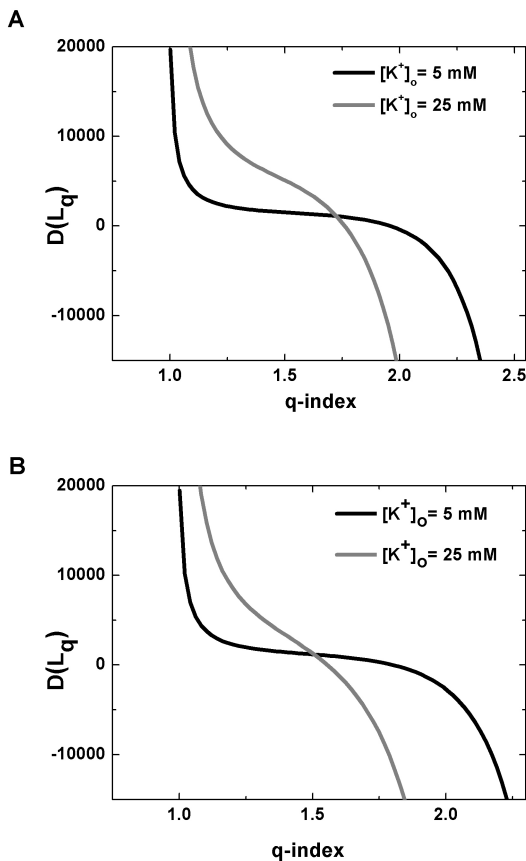 A
20000
10000
0
-10000
D(Lq)
[K+]o= 5 mM
[K+]o= 25 mM
1.0 1.5 2.0 2.5
q-index
B
20000
10000
0
-10000
D(Lq)
[K+]O= 5 mM
[K+]O= 25 mM
1.0 1.5 2.0
q-index